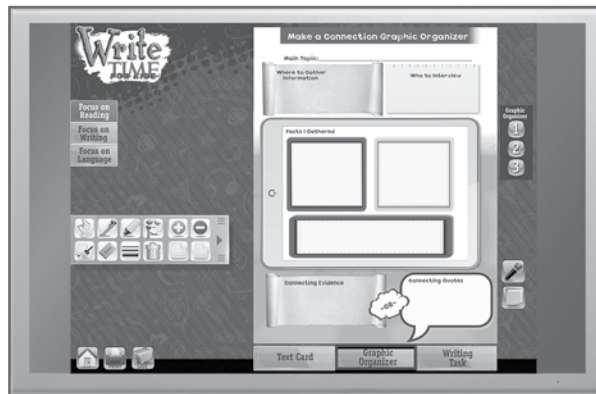 Write
TIME
FOR KIDS
Focus on
Reading
Focus on
Writing
Focus on
Language
Make a Connection Graphic Organizer
Main Topic:
Where to Gather
Information
Who to Interview
Facts I Gathered
Connecting Evidence
-OR-
Connecting Quotes
Graphic
Organizer
1
2
3
Text Card
Graphic
Organizer
Writing
Task